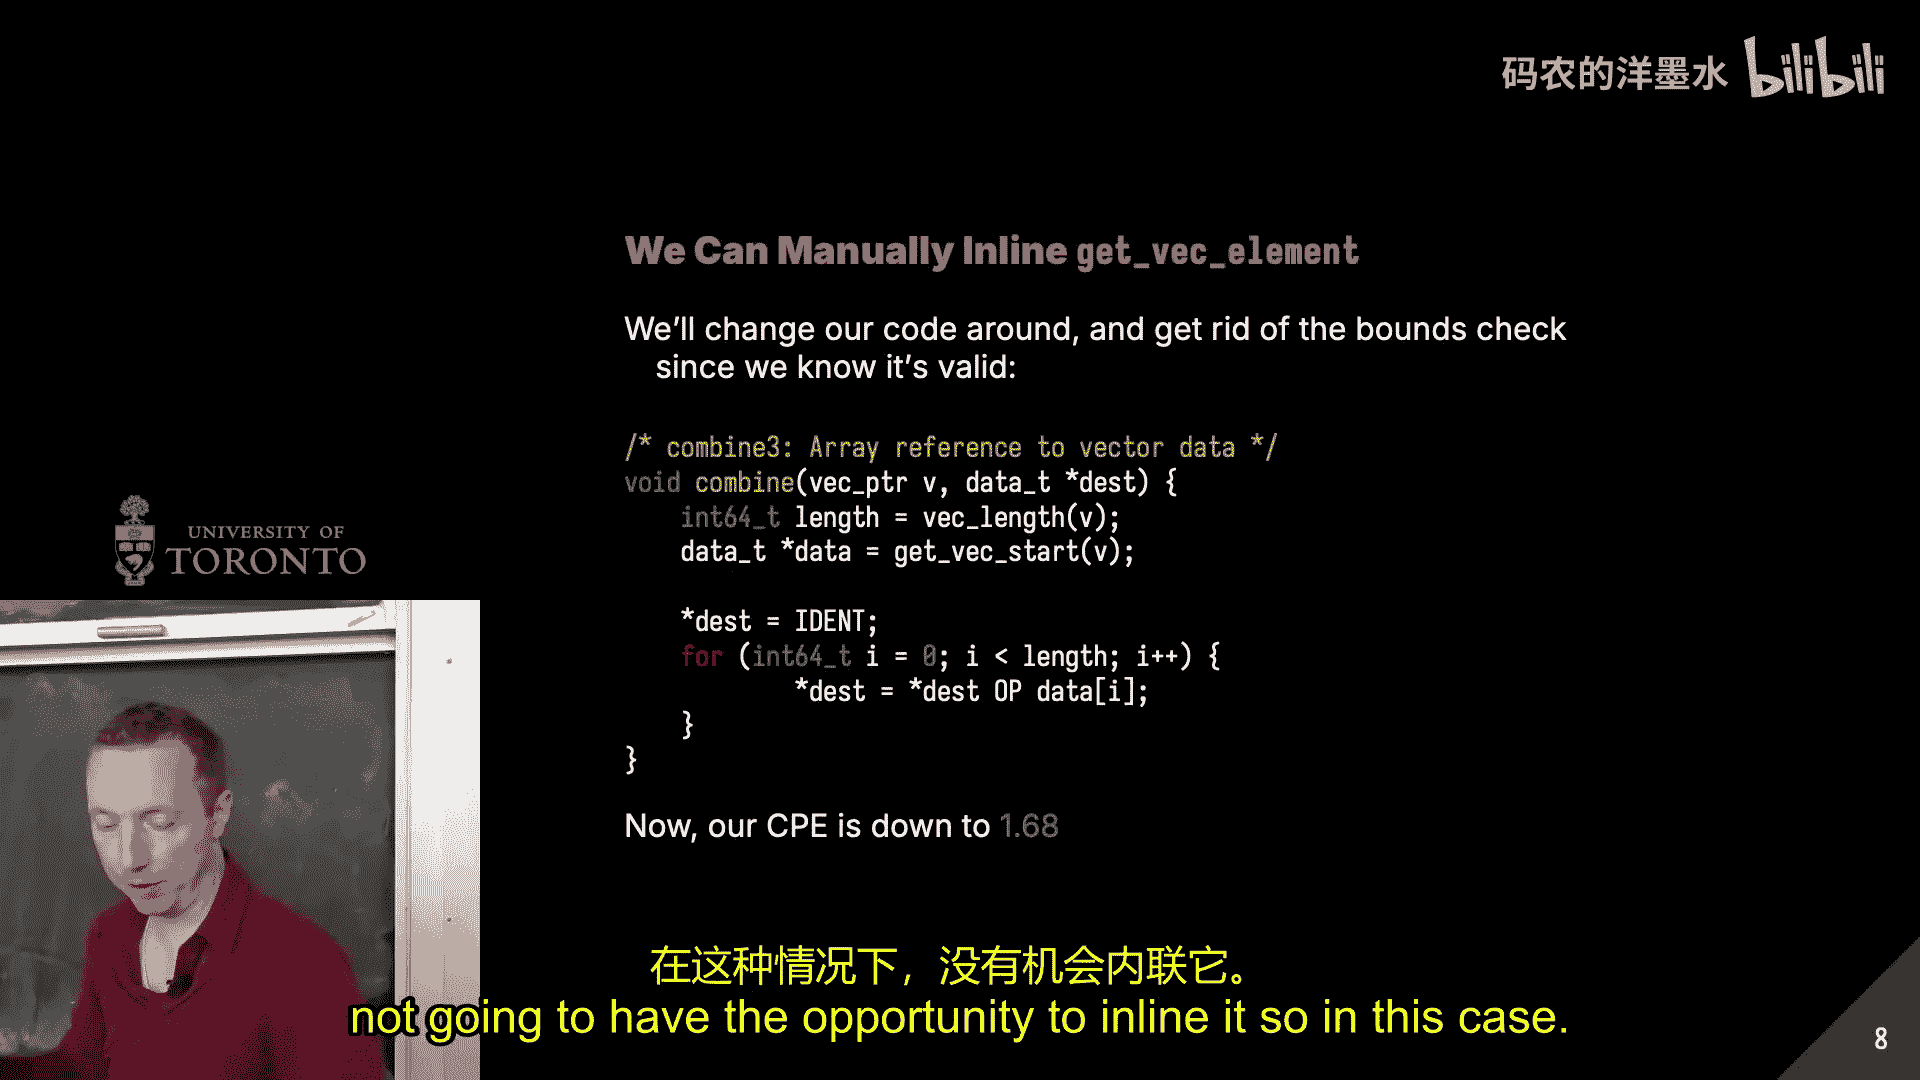 码农的洋墨水 bilibili
We Can Manually Inline get_vec_element
We'll change our code around, and get rid of the bounds check
since we know it's valid:
/* combine3: Array reference to vector data */
void combine(vec_ptr v, data_t *dest) {
    int64_t length = vec_length(v);
    data_t *data = get_vec_start(v);
    *dest = IDENT;
    for (int64_t i = 0; i < length; i++) {
            *dest = *dest OP data[i];
    }
}
Now, our CPE is down to 1.68
UNIVERSITY OF
TORONTO
在这种情况下，没有机会内联它。
not going to have the opportunity to inline it so in this case.
8